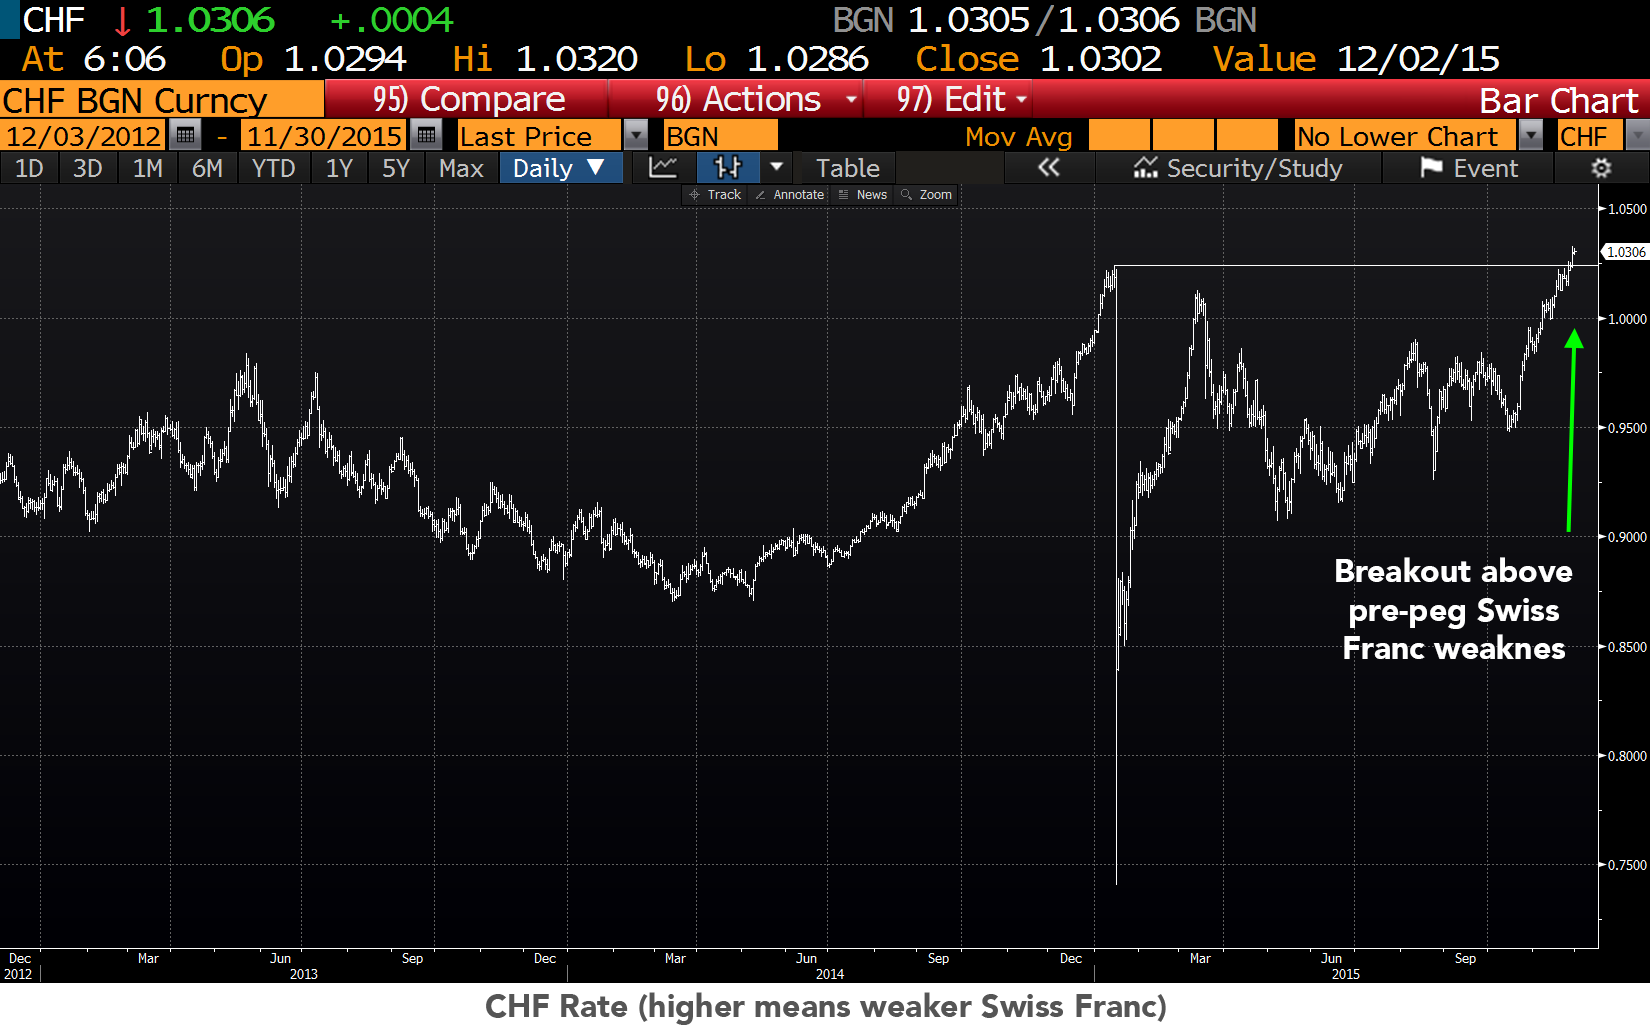 CHF ↓ 1.0306 +.0004 BGN 1.0305/1.0306 BGN
At 6:06 Op 1.0294 Hi 1.0320 Lo 1.0286 Close 1.0302 Value 12/02/15
CHF BGN Curncy 95) Compare 96) Actions 97) Edit Bar Chart
12/03/2012 - 11/30/2015 Last Price BGN Mov Avg No Lower Chart CHF
1D 3D 1M 6M YTD 1Y 5Y Max Daily ▼ Table « Security/Study Event
Track Annotate News Zoom
1.0500
1.0306
1.0000
0.9500
0.9000
Breakout above
pre-peg Swiss
Franc weaknes
0.8500
0.8000
0.7500
Dec Mar Jun Sep Dec Mar Jun Sep Dec Mar Jun Sep
2012 2013 2014 2015
CHF Rate (higher means weaker Swiss Franc)